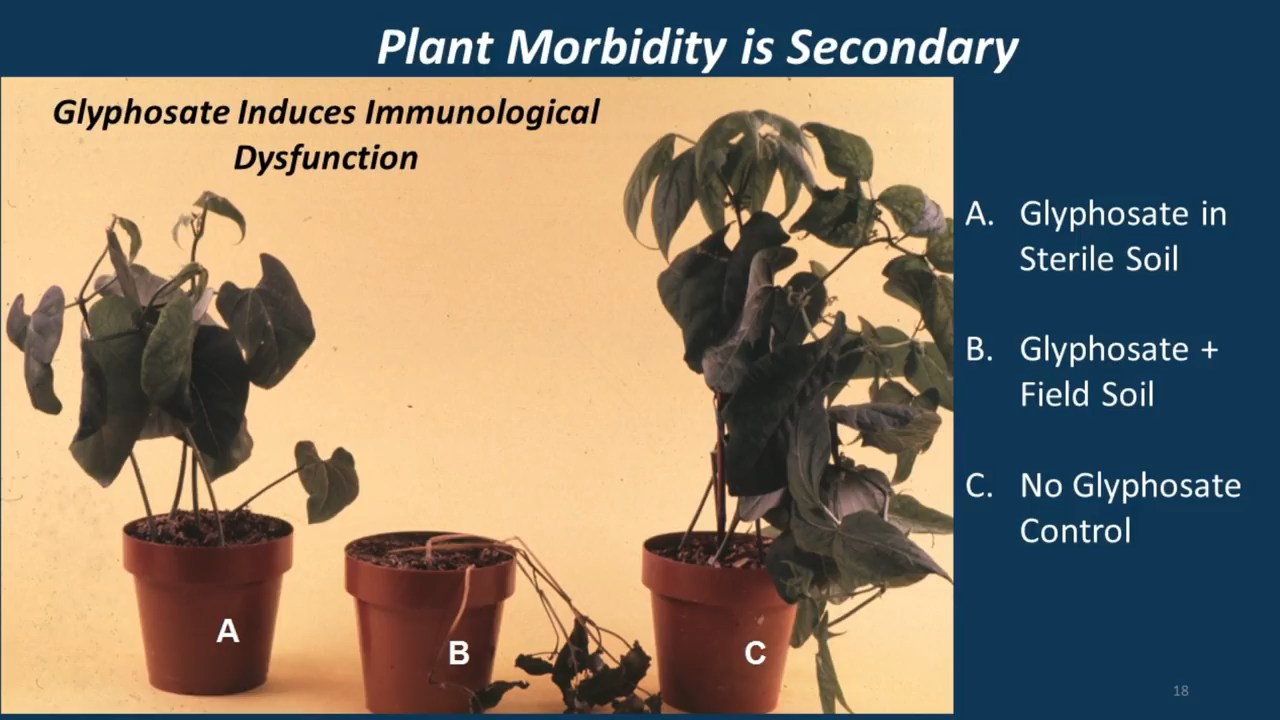 Plant Morbidity is Secondary
Glyphosate Induces Immunological
Dysfunction
A. Glyphosate in
Sterile Soil
B. Glyphosate +
Field Soil
C. No Glyphosate
Control
A
B
C
18